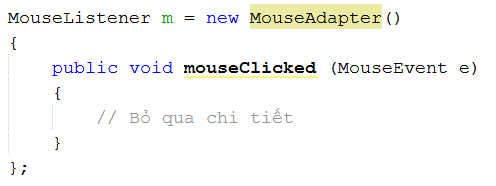 MouseListener m = new MouseAdapter()
{
    public void mouseClicked (MouseEvent e)
    {
        // Bỏ qua chi tiết
    }
};